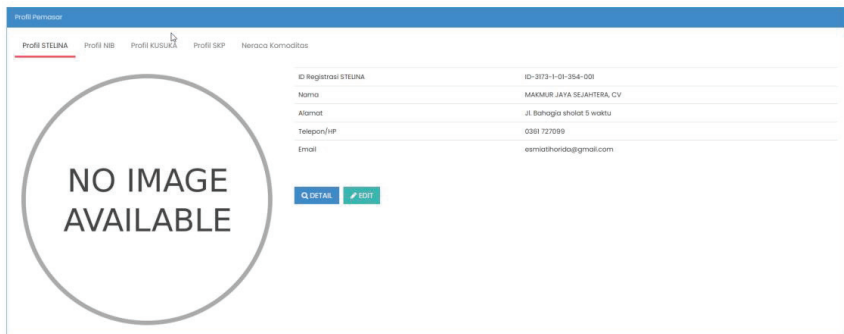 Profil Pemasar
Profil STELINA Profil NIB Profil KUSUKA Profil SKP Neraca Komoditas
NO IMAGE
AVAILABLE
ID Registrasi STELINA ID-3173-1-01-354-001
Nama MAKMUR JAYA SEJAHTERA, CV
Alamat Jl. Bahagia sholat 5 waktu
Telepon/HP 0361 727099
Email esmiatihorida@gmail.com
DETAIL EDIT